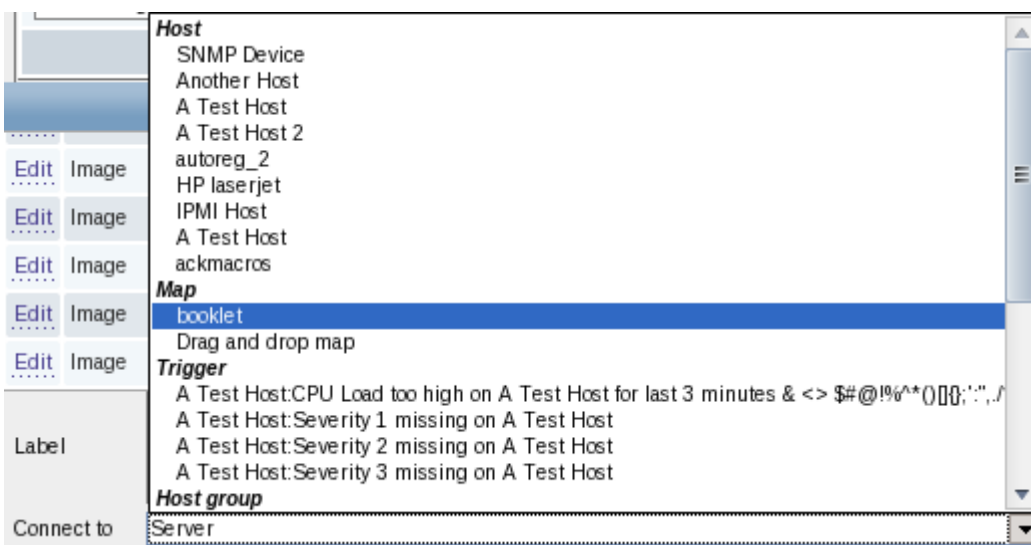 Host
SNMP Device
Another Host
A Test Host
A Test Host 2
autoreg_2
HP laserjet
IPMI Host
A Test Host
ackmacros
Map
booklet
Drag and drop map
Trigger
A Test Host:CPU Load too high on A Test Host for last 3 minutes & <> $#@!%^*()[]{};':",./
A Test Host:Severity 1 missing on A Test Host
A Test Host:Severity 2 missing on A Test Host
A Test Host:Severity 3 missing on A Test Host
Host group
Edit Image
Edit Image
Edit Image
Edit Image
Edit Image
Label
Connect to Server